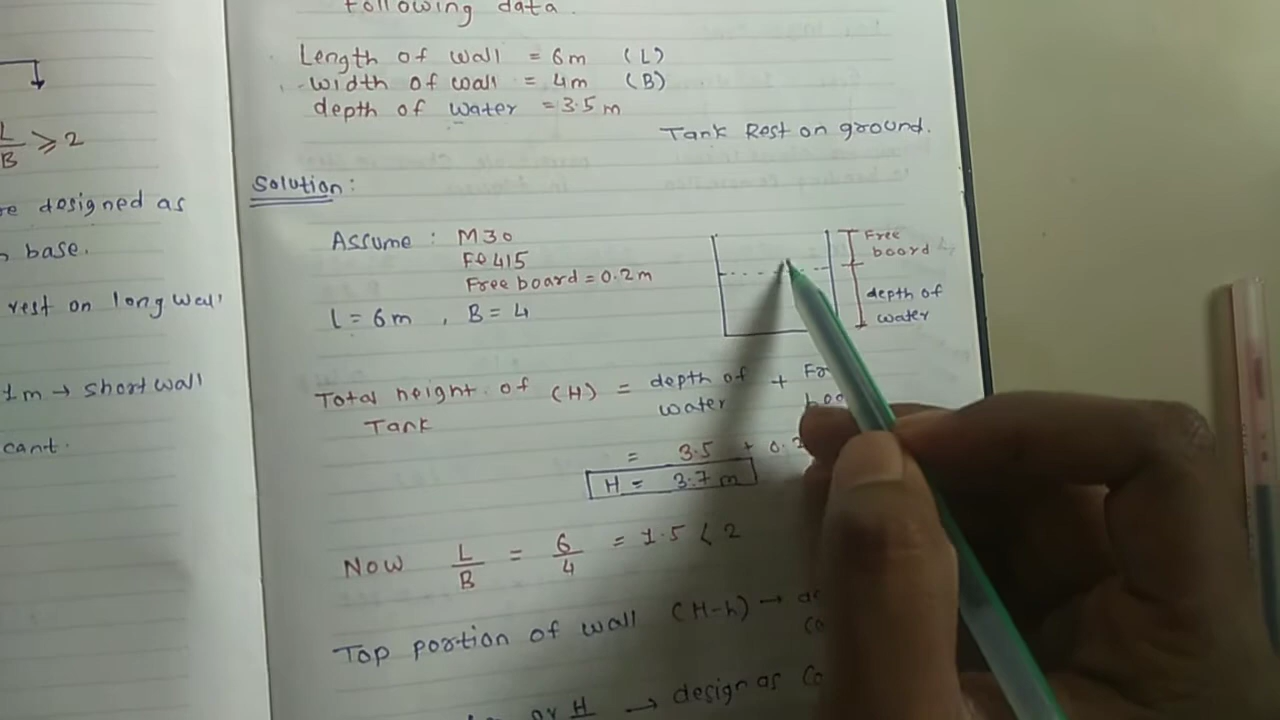 following data.
Length of wall = 6m (L)
width of wall = 4m (B)
depth of water = 3.5 m
Tank Rest on ground.
L/B ⩾ 2
designed as
base.
rest on long wall
1m → short wall
cant.
Solution:
Assume : M30
Fe415
Free board = 0.2m
L = 6m , B = 4
Free board
depth of water
Total height of Tank (H) = depth of water +
= 3.5 + 0.2
H = 3.7 m
Now L/B = 6/4 = 1.5 < 2
Top portion of wall (H-h) →
or H → design as